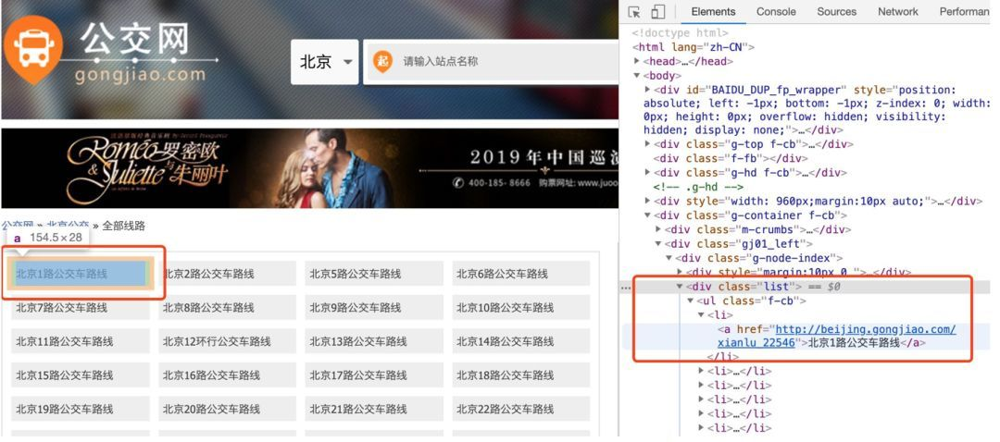 公交网
gongjiao.com
北京
起 请输入站点名称
Roméo 罗密欧
& Juliette 与 朱丽叶
2019年中国巡演
400-185-8666 购票网址: www.juoo
公交网 » 北京公交 » 全部线路
a 154.5 × 28
北京1路公交车路线 北京2路公交车路线 北京5路公交车路线 北京6路公交车路线
北京7路公交车路线 北京8路公交车路线 北京9路公交车路线 北京10路公交车路线
北京11路公交车路线 北京12环行公交车路线 北京13路公交车路线 北京14路公交车路线
北京15路公交车路线 北京16路公交车路线 北京17路公交车路线 北京18路公交车路线
北京19路公交车路线 北京20路公交车路线 北京21路公交车路线 北京22路公交车路线
Elements Console Sources Network Performan
<!doctype html>
<html lang="zh-CN">
<head>…</head>
<body>
<div id="BAIDU_DUP_fp_wrapper" style="position:
absolute; left: -1px; bottom: -1px; z-index: 0; width:
0px; height: 0px; overflow: hidden; visibility:
hidden; display: none;">…</div>
<div class="g-top f-cb">…</div>
<div class="f-fb"></div>
<div class="g-hd f-cb">…</div>
<!-- .g-hd -->
<div style="width: 960px;margin:10px auto;">…</div>
<div class="g-container f-cb">
<div class="m-crumbs">…</div>
<div class="gj01_left">
<div class="g-node-index">
<div style="margin:10px 0 ">…</div>
… <div class="list"> == $0
<ul class="f-cb">
<li>
<a href="http://beijing.gongjiao.com/
xianlu_22546">北京1路公交车路线</a>
</li>
<li>…</li>
<li>…</li>
<li>…</li>
<li>…</li>
<li>…</li>